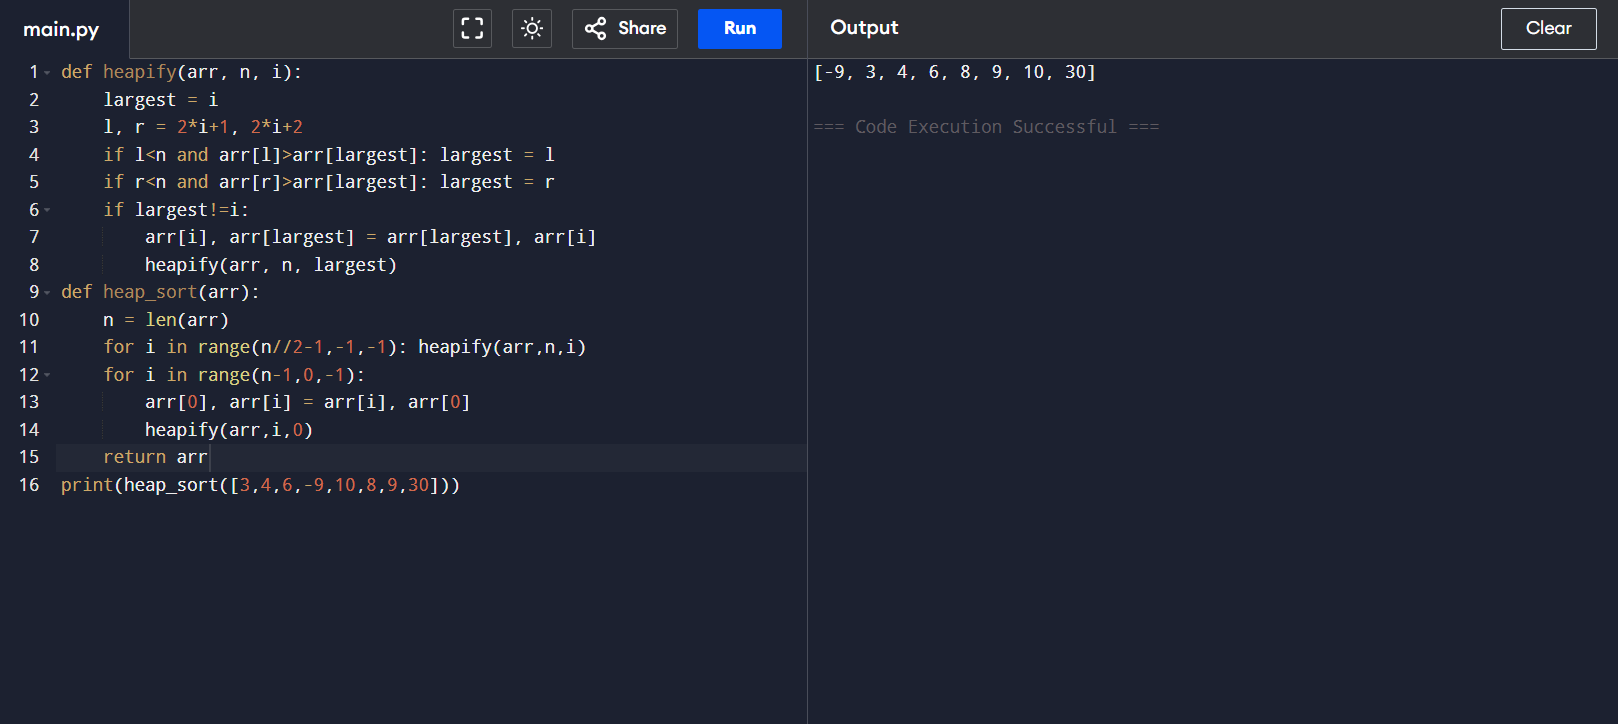 main.py
Share
Run
Output
Clear
1 def heapify(arr, n, i):
2     largest = i
3     l, r = 2*i+1, 2*i+2
4     if l<n and arr[l]>arr[largest]: largest = l
5     if r<n and arr[r]>arr[largest]: largest = r
6     if largest!=i:
7         arr[i], arr[largest] = arr[largest], arr[i]
8         heapify(arr, n, largest)
9 def heap_sort(arr):
10     n = len(arr)
11     for i in range(n//2-1,-1,-1): heapify(arr,n,i)
12     for i in range(n-1,0,-1):
13         arr[0], arr[i] = arr[i], arr[0]
14         heapify(arr,i,0)
15     return arr
16 print(heap_sort([3,4,6,-9,10,8,9,30]))
[-9, 3, 4, 6, 8, 9, 10, 30]
=== Code Execution Successful ===